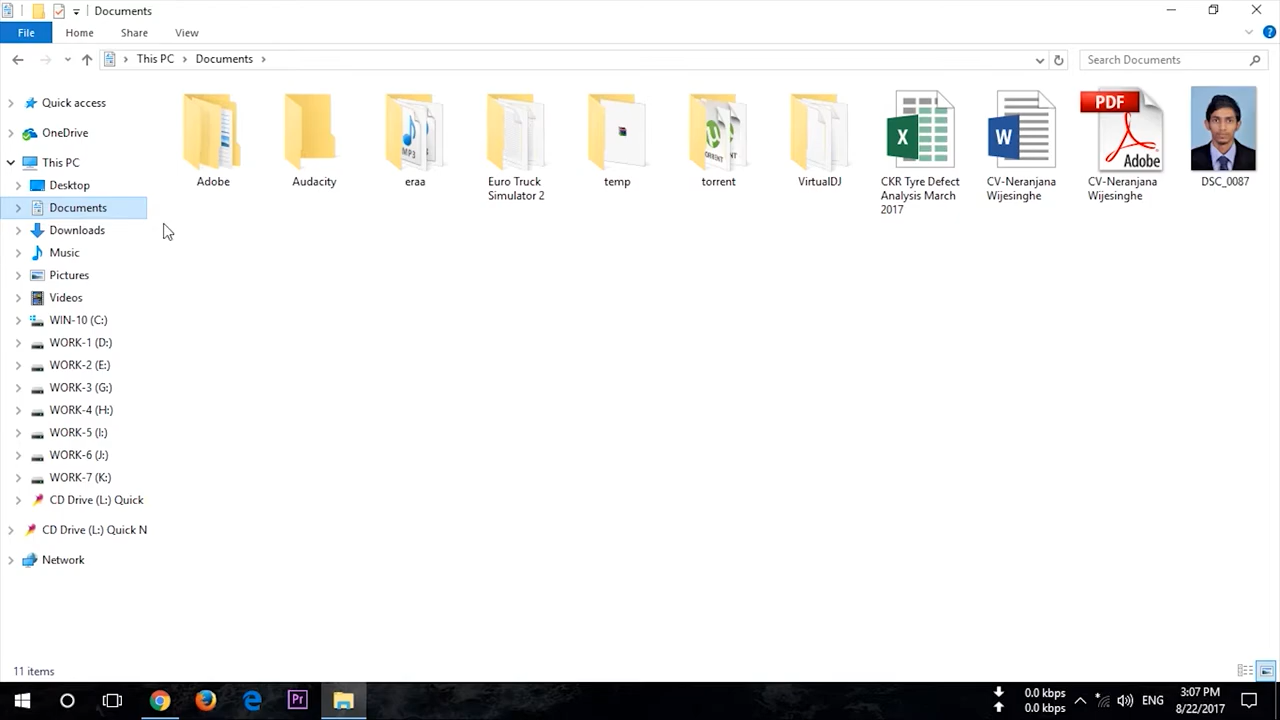 Documents
File Home Share View
This PC Documents
Search Documents
Quick access
OneDrive
This PC
Desktop
Documents
Downloads
Music
Pictures
Videos
WIN-10 (C:)
WORK-1 (D:)
WORK-2 (E:)
WORK-3 (G:)
WORK-4 (H:)
WORK-5 (I:)
WORK-6 (J:)
WORK-7 (K:)
CD Drive (L:) Quick
CD Drive (L:) Quick N
Network
Adobe
Audacity
MP3
eraa
Euro Truck
Simulator 2
temp
TORRENT
torrent
VirtualDJ
X
CKR Tyre Defect
Analysis March
2017
W
CV-Neranjana
Wijesinghe
PDF
Adobe
CV-Neranjana
Wijesinghe
DSC_0087
11 items
Pr
0.0 kbps
0.0 kbps
ENG
3:07 PM
8/22/2017